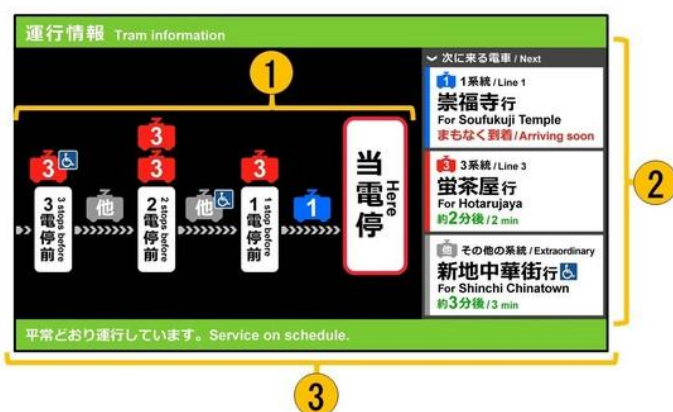 運行情報 Tram information
1
3
3電停前
3 stops before
他
3
3
2電停前
2 stops before
他
3
1電停前
1 stop before
1
当電停
Here
次に来る電車 / Next
1 1系統 / Line 1
崇福寺行
For Soufukuji Temple
まもなく到着 / Arriving soon
3 3系統 / Line 3
蛍茶屋行
For Hotarujaya
約2分後 / 2 min
他 その他の系統 / Extraordinary
新地中華街行
For Shinchi Chinatown
約3分後 / 3 min
2
平常どおり運行しています。Service on schedule.
3